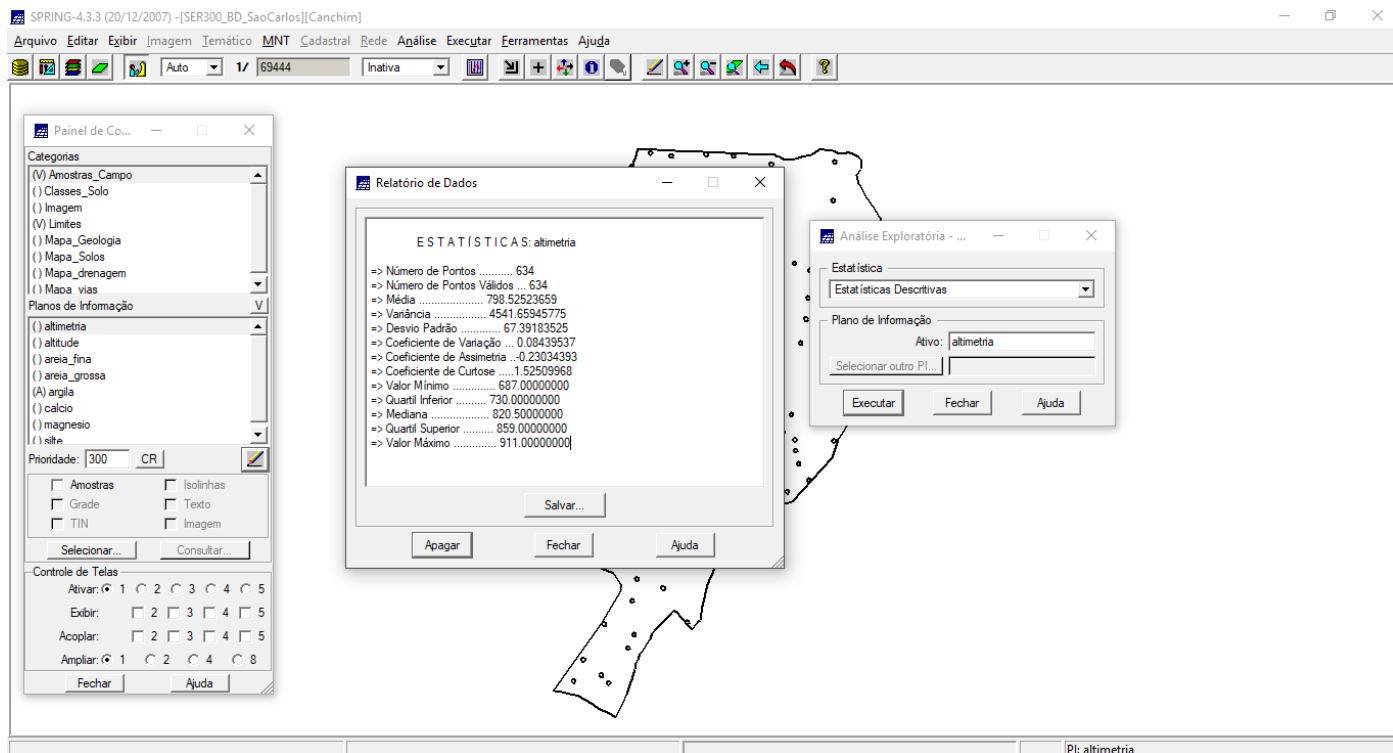 SPRING-4.3.3 (20/12/2007) -[SER300_BD_SaoCarlos][Canchim]
Arquivo Editar Exibir Imagem Temático MNT Cadastral Rede Análise Executar Ferramentas Ajuda
Auto 1/ 69444 Inativa
Painel de Co...
Categorias
(V) Amostras_Campo
( ) Classes_Solo
( ) Imagem
(V) Limites
( ) Mapa_Geologia
( ) Mapa_Solos
( ) Mapa_drenagem
( ) Mapa_vias
Planos de Informação V
( ) altimetria
( ) altitude
( ) areia_fina
( ) areia_grossa
(A) argila
( ) calcio
( ) magnesio
( ) silte
Prioridade: 300 CR
Amostras Isolinhas
Grade Texto
TIN Imagem
Selecionar... Consultar...
Controle de Telas
Ativar: 1 2 3 4 5
Exibir: 2 3 4 5
Acoplar: 2 3 4 5
Ampliar: 1 2 4 8
Fechar Ajuda
Relatório de Dados
E S T A T Í S T I C A S: altimetria
=> Número de Pontos .......... 634
=> Número de Pontos Válidos ... 634
=> Média ..................... 798.52523659
=> Variância ................. 4541.65945775
=> Desvio Padrão ............. 67.39183525
=> Coeficiente de Variação ... 0.08439537
=> Coeficiente de Assimetria ..-0.23034393
=> Coeficiente de Curtose .....1.52509968
=> Valor Mínimo .............. 687.00000000
=> Quartil Inferior .......... 730.00000000
=> Mediana ................... 820.50000000
=> Quartil Superior .......... 859.00000000
=> Valor Máximo .............. 911.00000000
Salvar...
Apagar Fechar Ajuda
Análise Exploratória - ...
Estatística
Estatísticas Descritivas
Plano de Informação
Ativo: altimetria
Selecionar outro PI...
Executar Fechar Ajuda
PI: altimetria